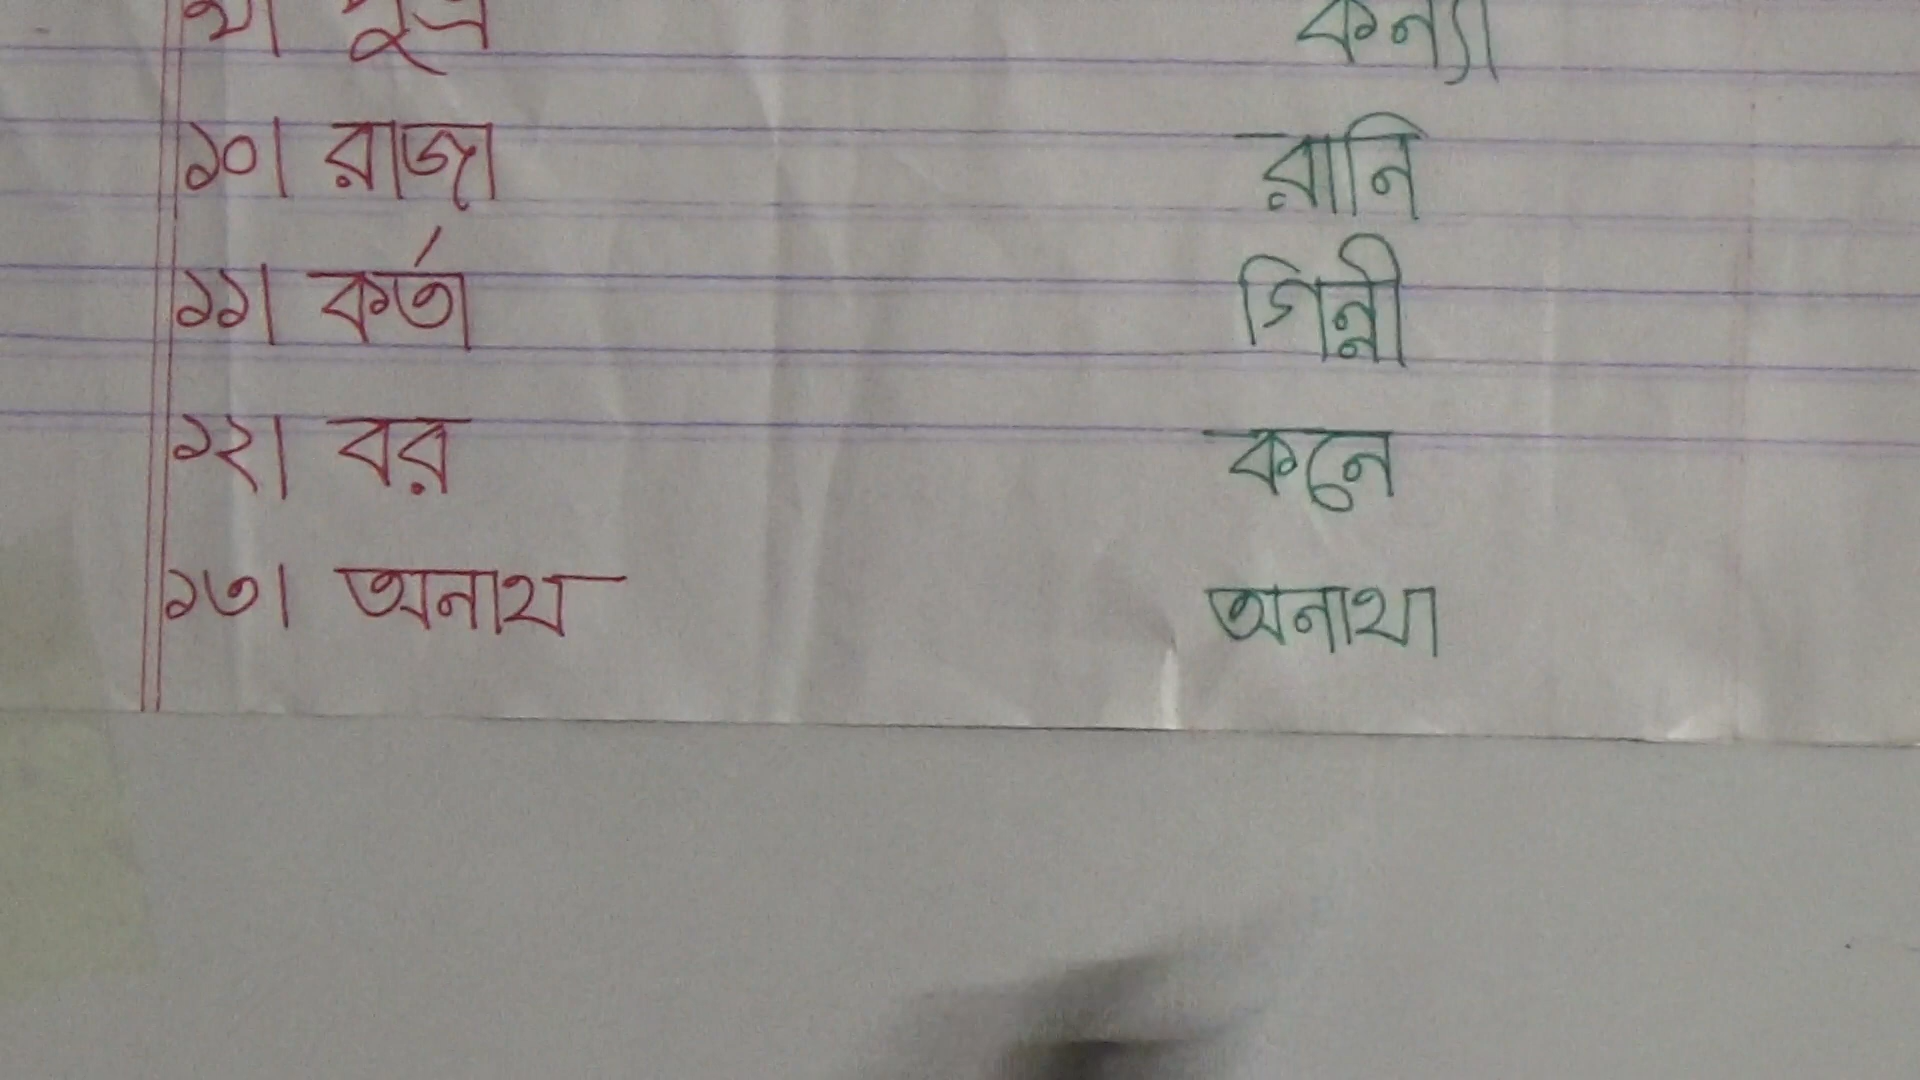 ৯। পুত্র কন্যা
১০। রাজা রানি
১১। কর্তা গিন্নী
১২। বর কনে
১৩। অনাথ অনাথা